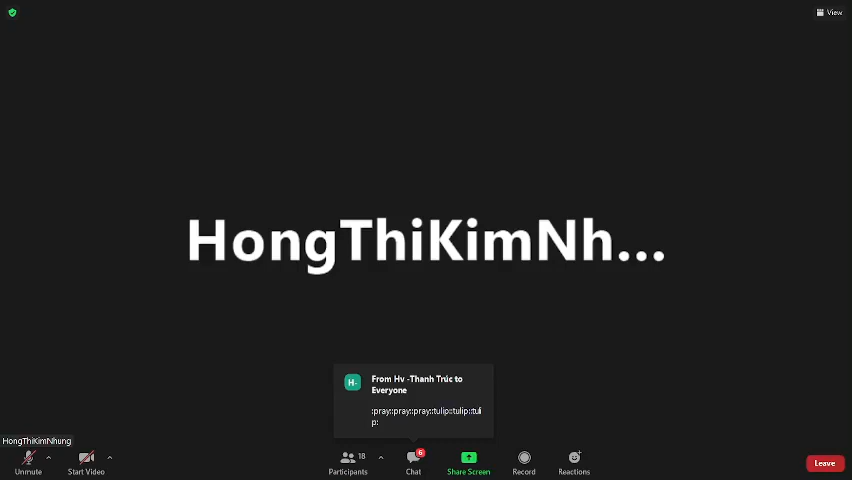 View
HongThiKimNh...
H-
From Hv -Thanh Trúc to
Everyone
:pray::pray::pray::tulip::tulip::tuli
p:
HongThiKimNhung
18
6
Unmute
Start Video
Participants
Chat
Share Screen
Record
Reactions
Leave